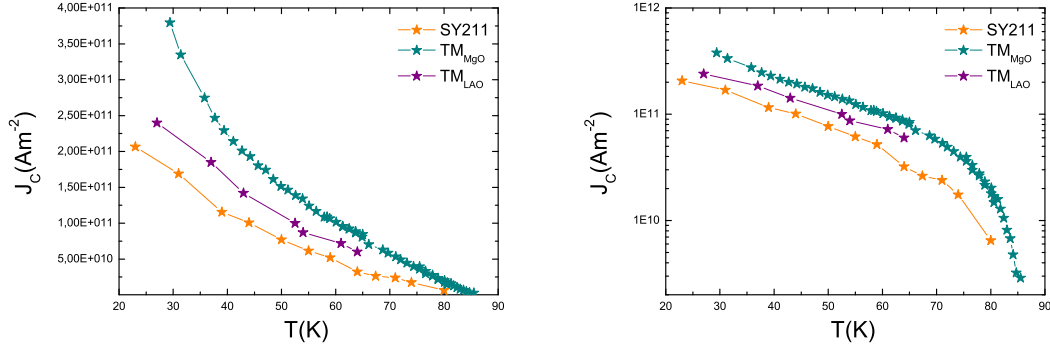 4,00E+011
3,50E+011
3,00E+011
2,50E+011
2,00E+011
1,50E+011
1,00E+011
5,00E+010
J_C(Am^-2)
20 30 40 50 60 70 80 90
T(K)
SY211
TM_MgO
TM_LAO
1E12
1E11
1E10
J_C(Am^-2)
20 30 40 50 60 70 80 90
T(K)
SY211
TM_MgO
TM_LAO